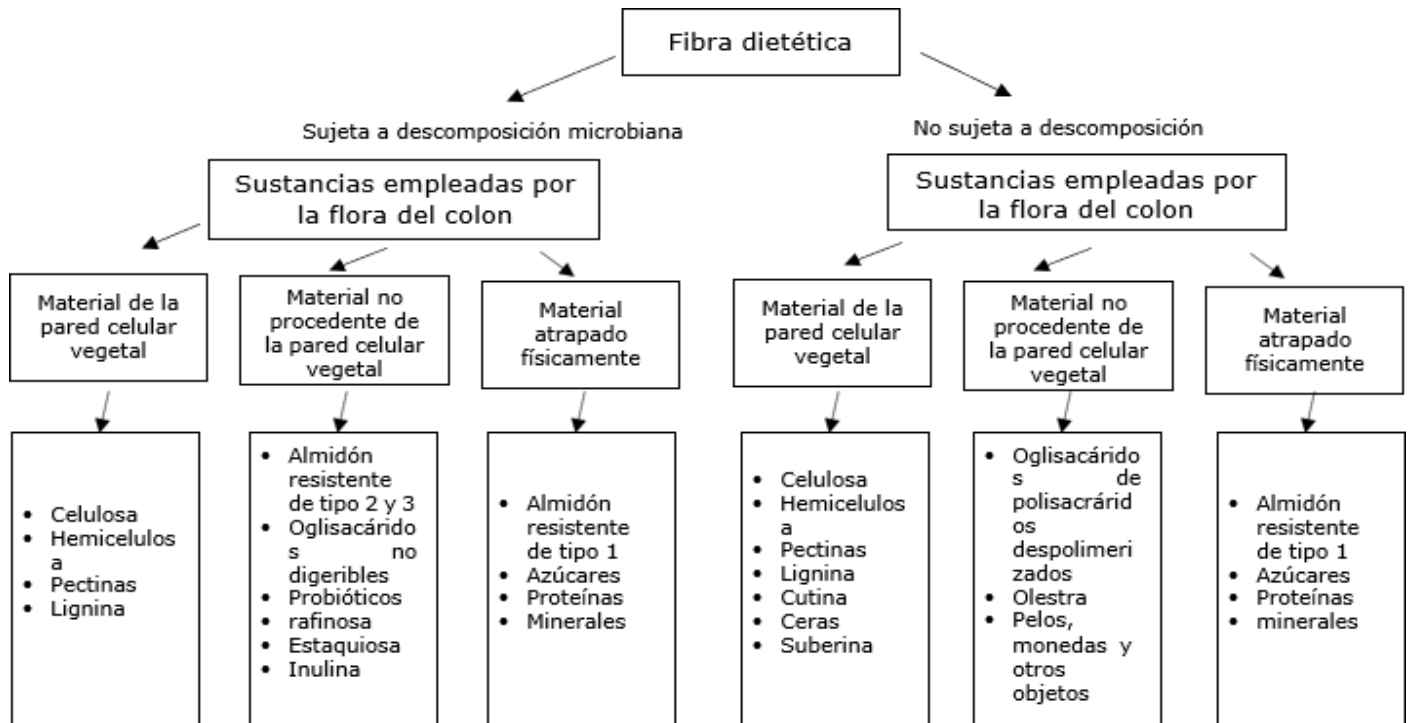 Fibra dietética
Sujeta a descomposición microbiana
No sujeta a descomposición
Sustancias empleadas por
la flora del colon
Sustancias empleadas por
la flora del colon
Material de la
pared celular
vegetal
Material no
procedente de
la pared celular
vegetal
Material
atrapado
físicamente
Material de la
pared celular
vegetal
Material no
procedente de
la pared celular
vegetal
Material
atrapado
físicamente
• Celulosa
• Hemicelulos
a
• Pectinas
• Lignina
• Almidón
resistente
de tipo 2 y 3
• Oglisacárido
s no
digeribles
• Probióticos
• rafinosa
• Estaquiosa
• Inulina
• Almidón
resistente
de tipo 1
• Azúcares
• Proteínas
• Minerales
• Celulosa
• Hemicelulos
a
• Pectinas
• Lignina
• Cutina
• Ceras
• Suberina
• Oglisacárido
s de
polisacrárid
os
despolimeri
zados
• Olestra
• Pelos,
monedas y
otros
objetos
• Almidón
resistente
de tipo 1
• Azúcares
• Proteínas
• minerales